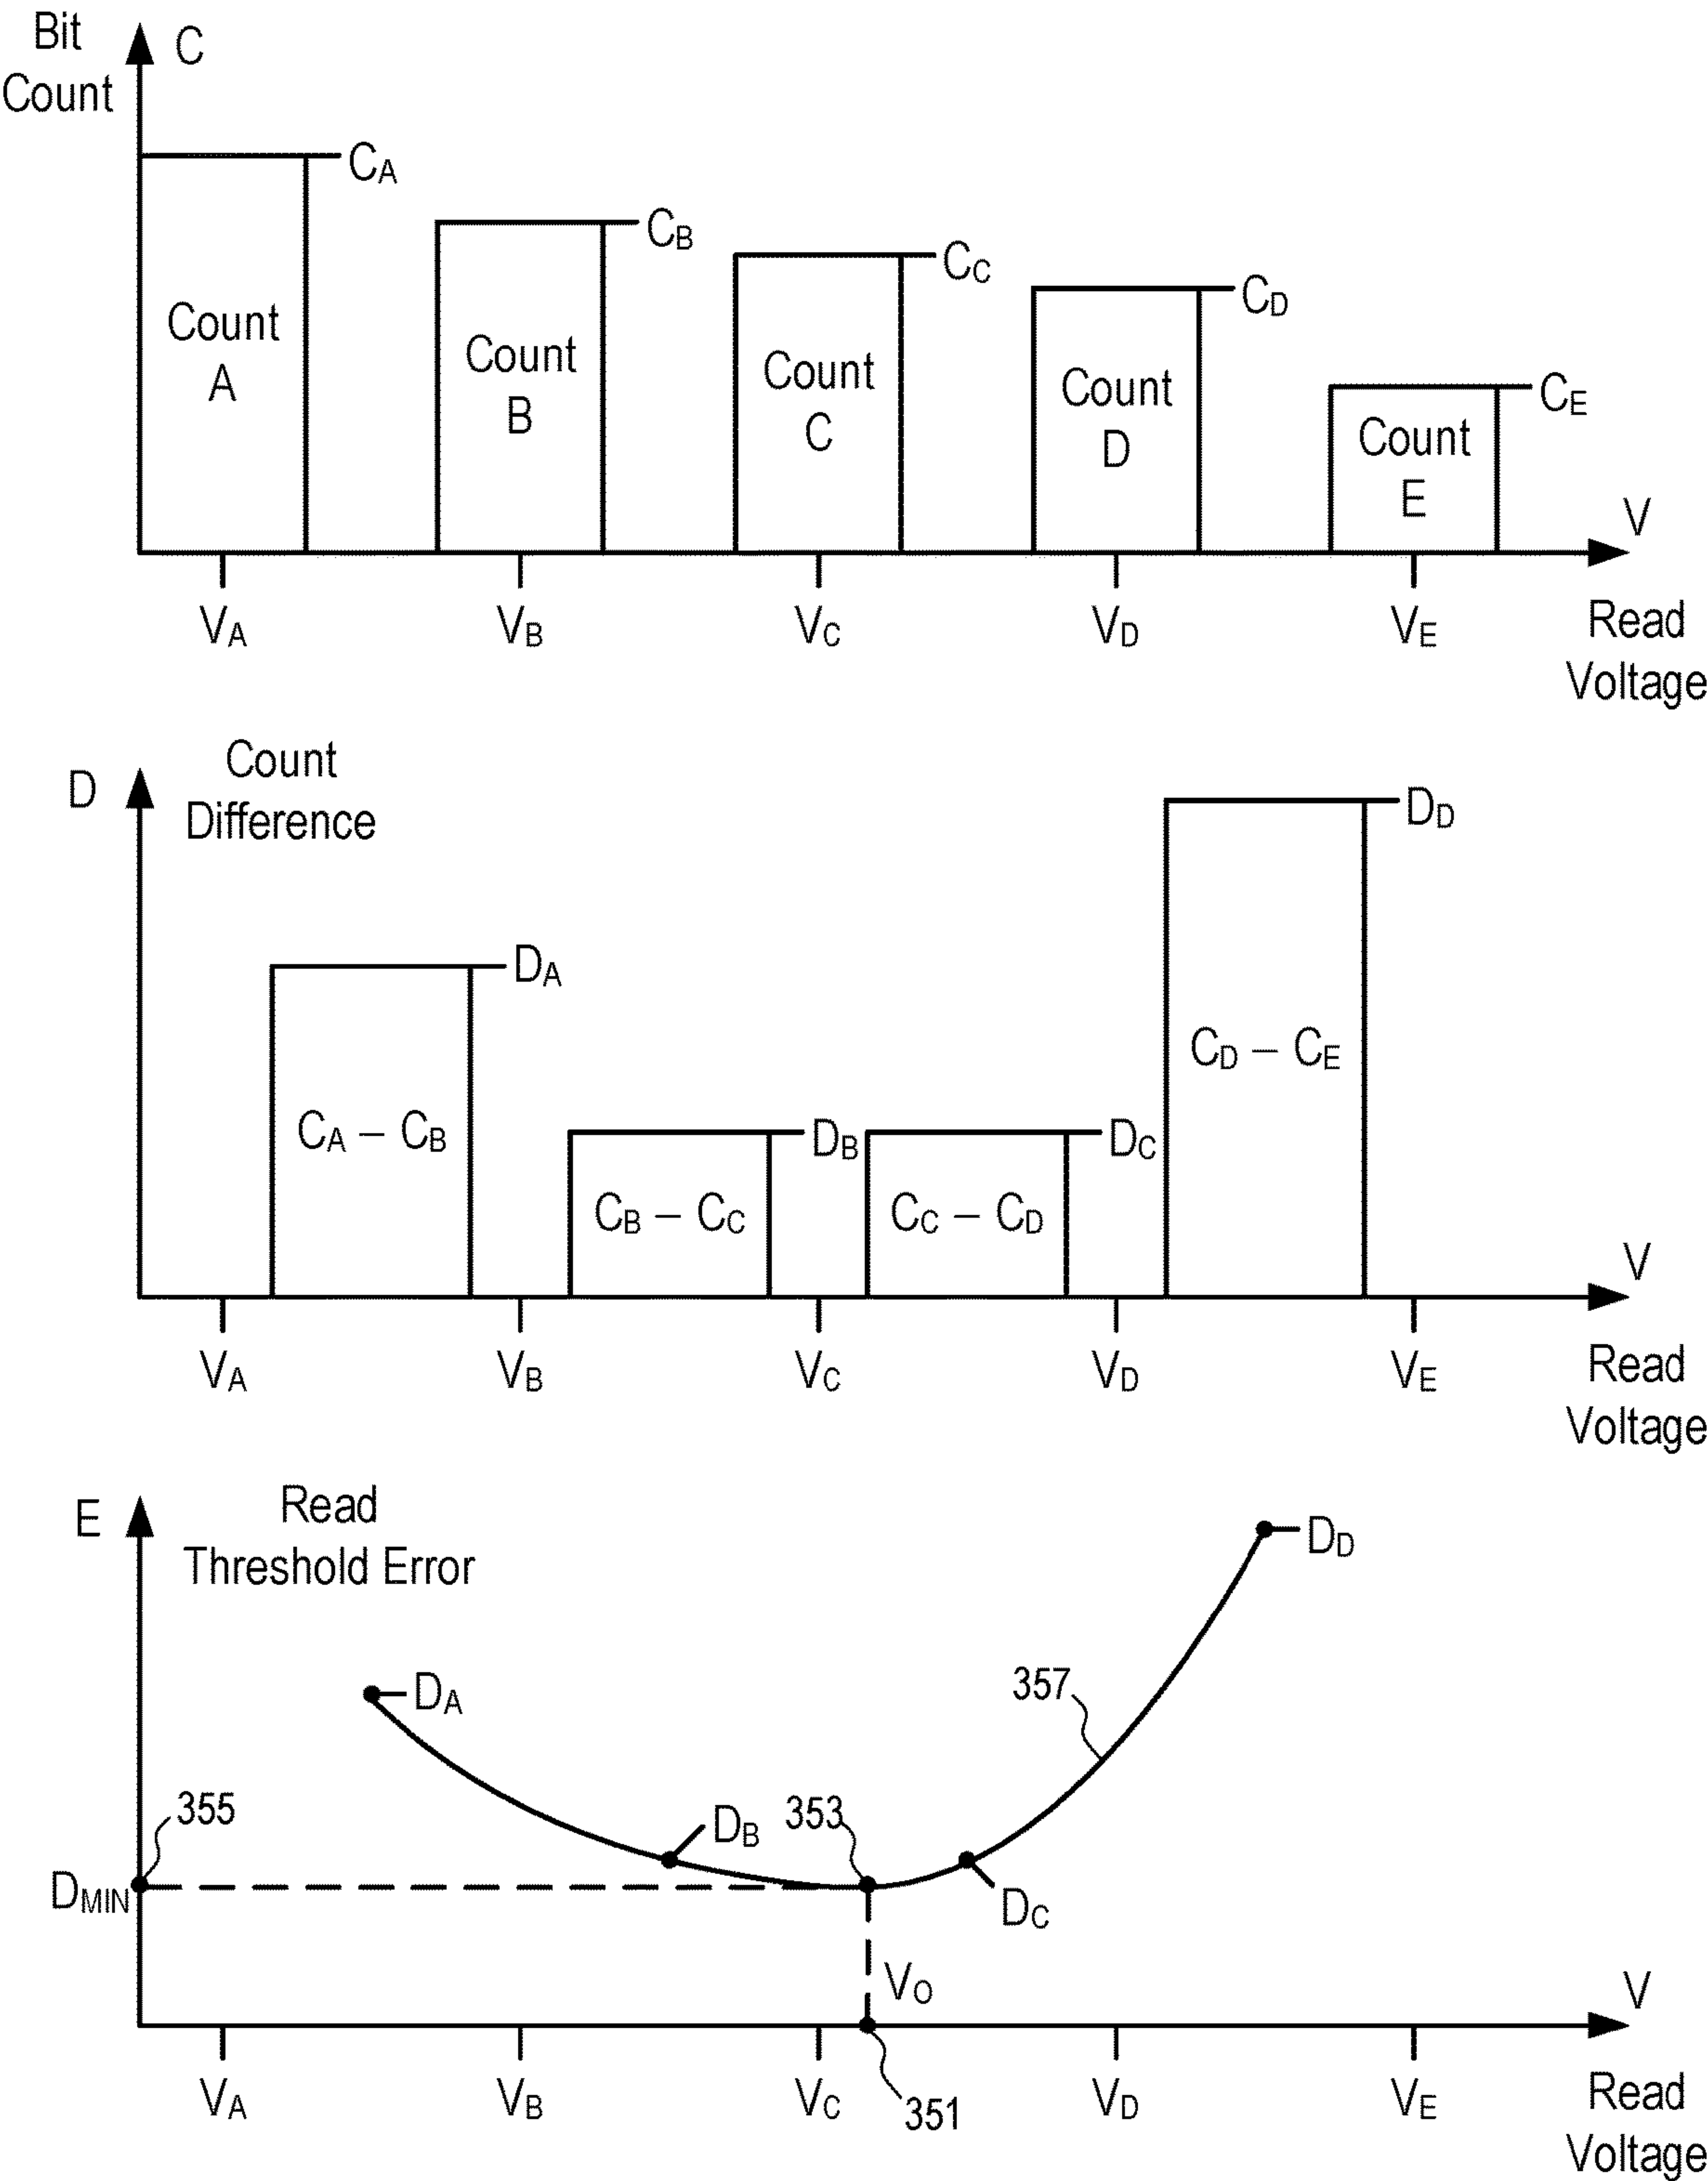 Bit
Count
C
C_A
C_B
C_C
C_D
C_E
Count
A
Count
B
Count
C
Count
D
Count
E
V
V_A
V_B
V_C
V_D
V_E
Read
Voltage
D
Count
Difference
D_A
D_B
D_C
D_D
C_A – C_B
C_B – C_C
C_C – C_D
C_D – C_E
V
V_A
V_B
V_C
V_D
V_E
Read
Voltage
E
Read
Threshold Error
D_D
D_A
357
355
D_B
353
D_MIN
D_C
V_O
V
V_A
V_B
V_C
351
V_D
V_E
Read
Voltage